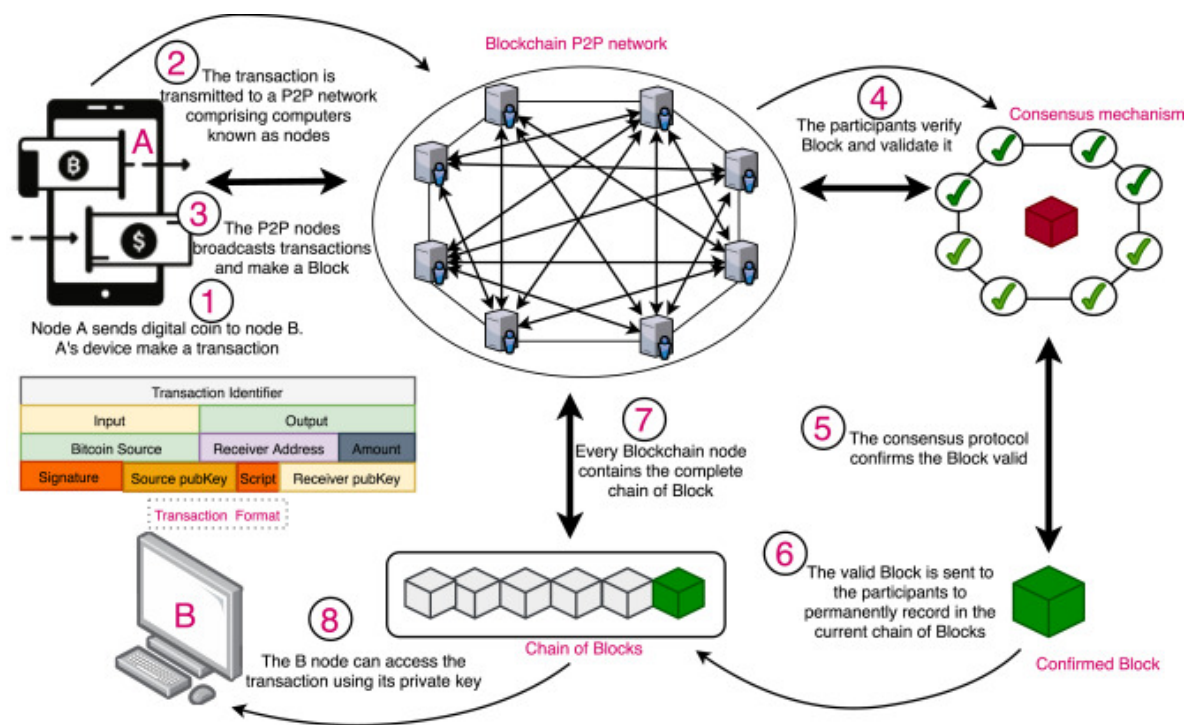 Blockchain P2P network
2
The transaction is
transmitted to a P2P network
comprising computers
known as nodes
4
The participants verify
Block and validate it
Consensus mechanism
A
₿
3
$
The P2P nodes
broadcasts transactions
and make a Block
1
Node A sends digital coin to node B.
A's device make a transaction
Transaction Identifier
Input Output
Bitcoin Source Receiver Address Amount
Signature Source pubKey Script Receiver pubKey
Transaction Format
7
Every Blockchain node
contains the complete
chain of Block
5
The consensus protocol
confirms the Block valid
6
The valid Block is sent to
the participants to
permanently record in the
current chain of Blocks
Confirmed Block
B
8
The B node can access the
transaction using its private key
Chain of Blocks